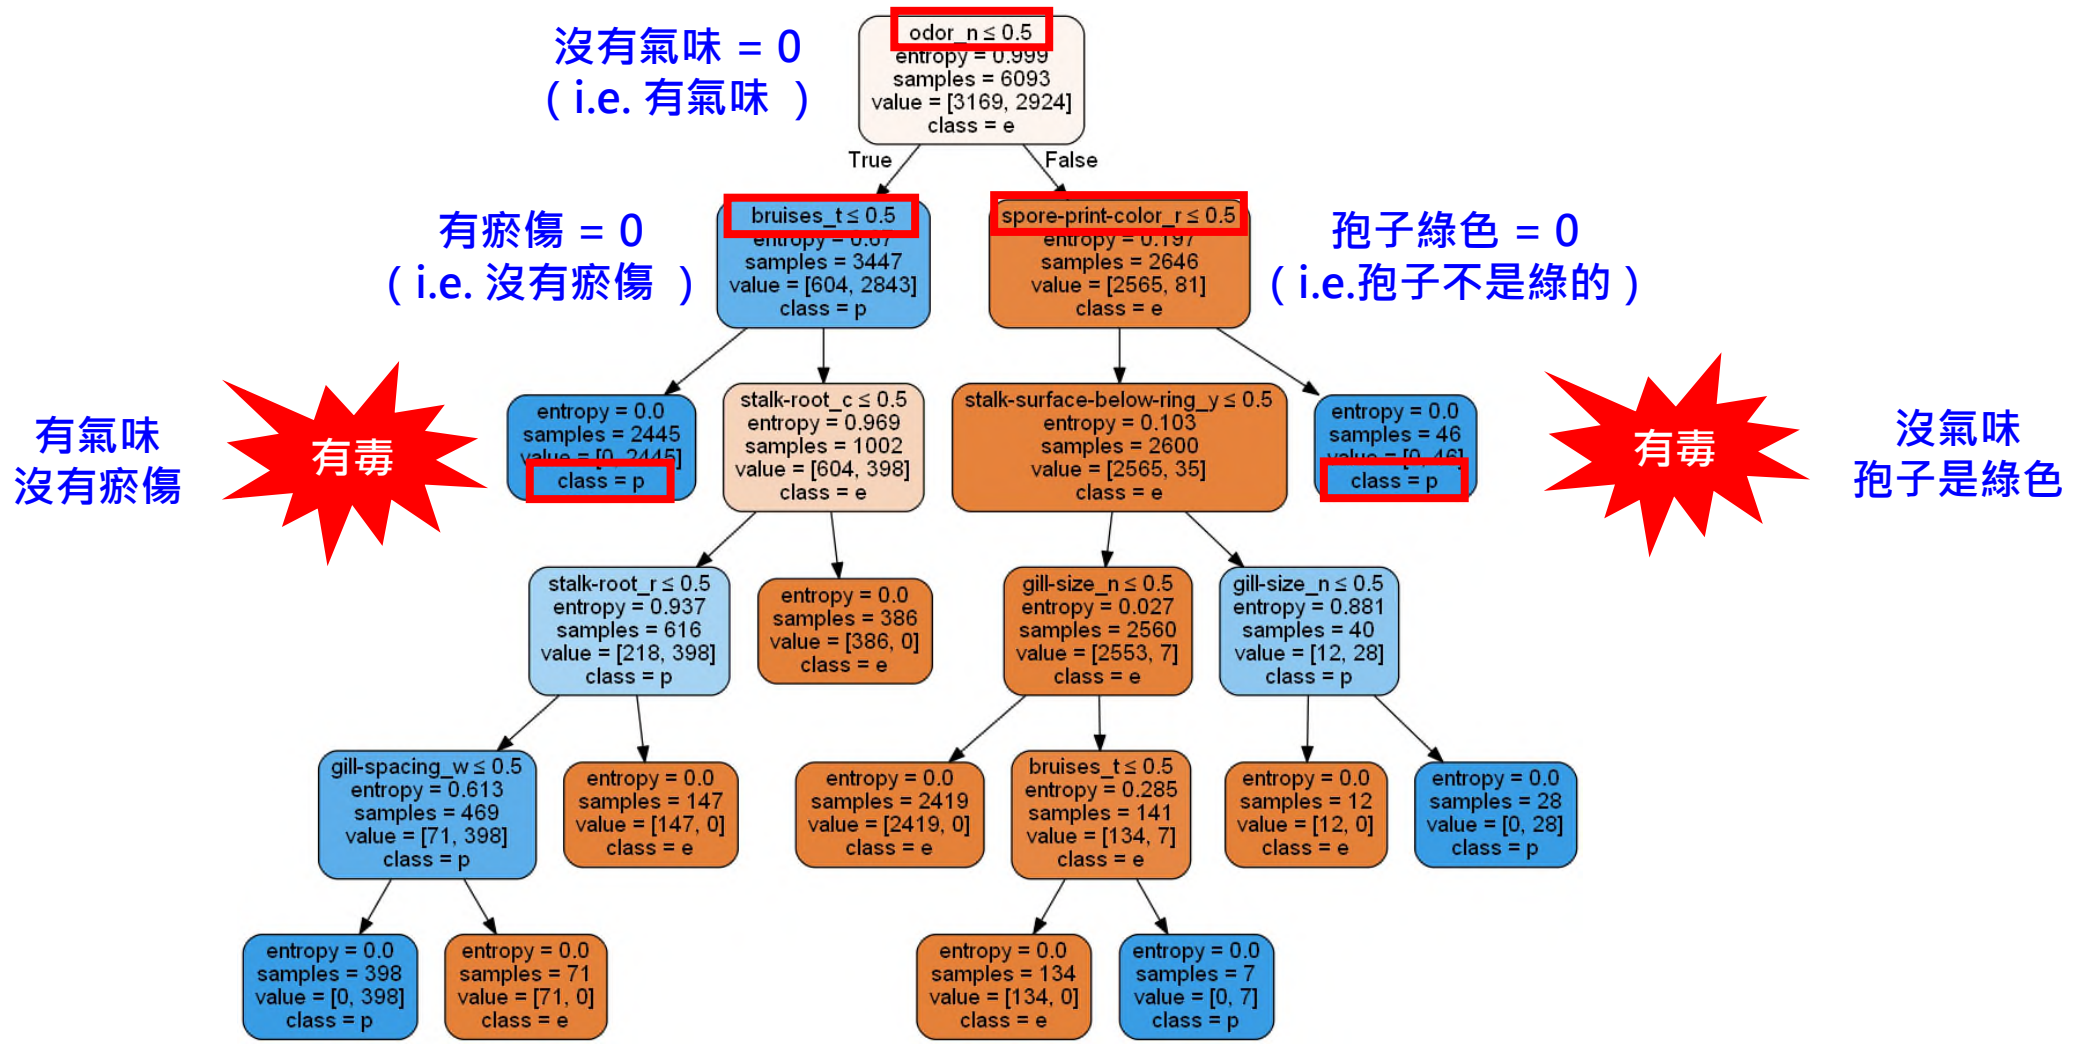 沒有氣味 = 0
( i.e. 有氣味 )
odor_n ≤ 0.5
entropy = 0.999
samples = 6093
value = [3169, 2924]
class = e
True
False
有瘀傷 = 0
( i.e. 沒有瘀傷 )
bruises_t ≤ 0.5
entropy = 0.67
samples = 3447
value = [604, 2843]
class = p
spore-print-color_r ≤ 0.5
entropy = 0.197
samples = 2646
value = [2565, 81]
class = e
孢子綠色 = 0
( i.e.孢子不是綠的 )
有氣味
沒有瘀傷
有毒
entropy = 0.0
samples = 2445
value = [0, 2445]
class = p
stalk-root_c ≤ 0.5
entropy = 0.969
samples = 1002
value = [604, 398]
class = e
stalk-surface-below-ring_y ≤ 0.5
entropy = 0.103
samples = 2600
value = [2565, 35]
class = e
entropy = 0.0
samples = 46
value = [0, 46]
class = p
有毒
沒氣味
孢子是綠色
stalk-root_r ≤ 0.5
entropy = 0.937
samples = 616
value = [218, 398]
class = p
entropy = 0.0
samples = 386
value = [386, 0]
class = e
gill-size_n ≤ 0.5
entropy = 0.027
samples = 2560
value = [2553, 7]
class = e
gill-size_n ≤ 0.5
entropy = 0.881
samples = 40
value = [12, 28]
class = p
gill-spacing_w ≤ 0.5
entropy = 0.613
samples = 469
value = [71, 398]
class = p
entropy = 0.0
samples = 147
value = [147, 0]
class = e
entropy = 0.0
samples = 2419
value = [2419, 0]
class = e
bruises_t ≤ 0.5
entropy = 0.285
samples = 141
value = [134, 7]
class = e
entropy = 0.0
samples = 12
value = [12, 0]
class = e
entropy = 0.0
samples = 28
value = [0, 28]
class = p
entropy = 0.0
samples = 398
value = [0, 398]
class = p
entropy = 0.0
samples = 71
value = [71, 0]
class = e
entropy = 0.0
samples = 134
value = [134, 0]
class = e
entropy = 0.0
samples = 7
value = [0, 7]
class = p